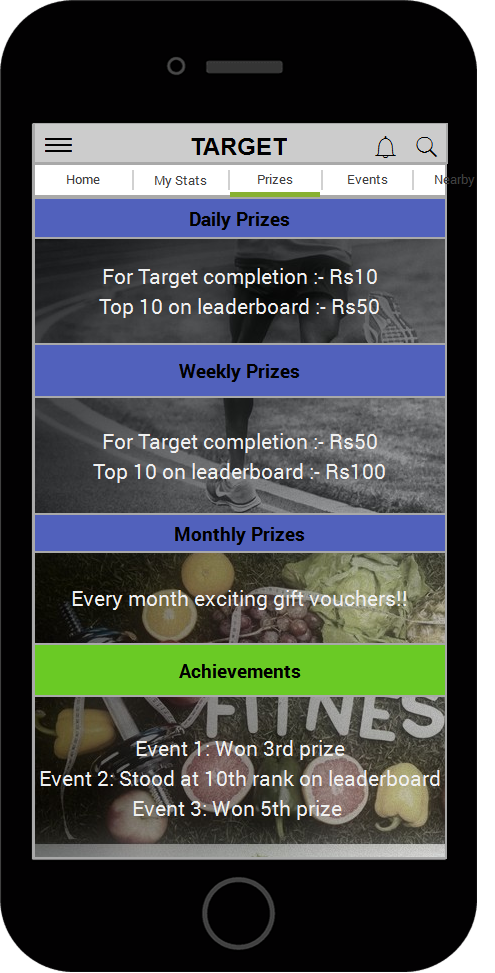 TARGET
Home
My Stats
Prizes
Events
Nearby
Daily Prizes
For Target completion :- Rs10
Top 10 on leaderboard :- Rs50
Weekly Prizes
For Target completion :- Rs50
Top 10 on leaderboard :- Rs100
Monthly Prizes
Every month exciting gift vouchers!!
Achievements
FITNES
Event 1: Won 3rd prize
Event 2: Stood at 10th rank on leaderboard
Event 3: Won 5th prize